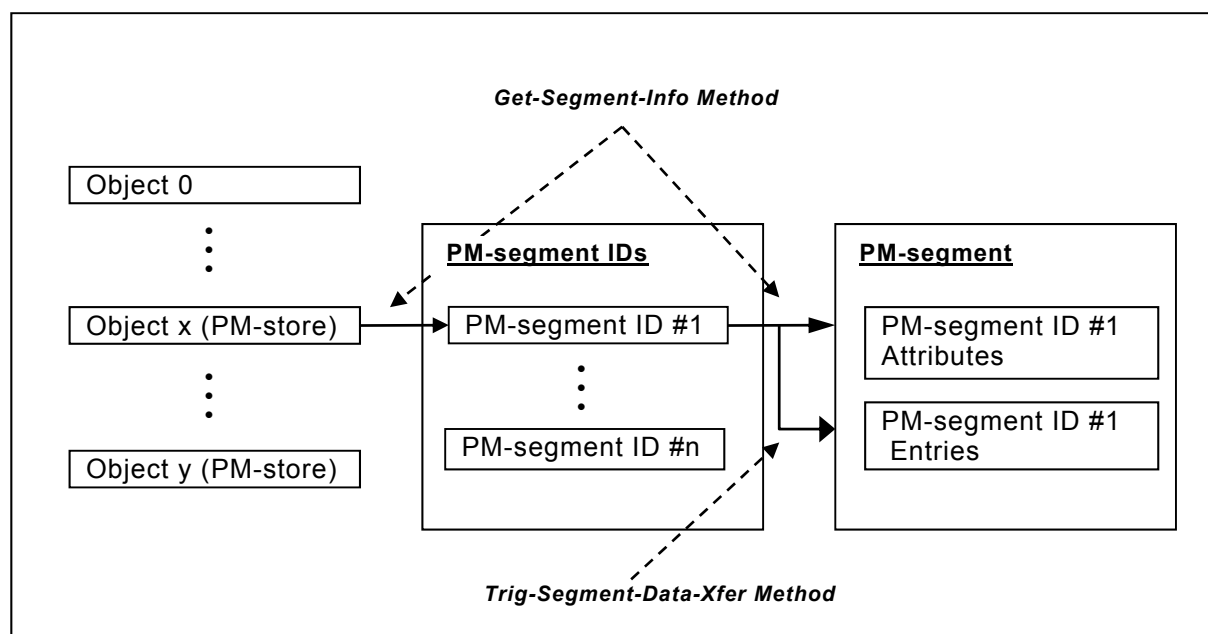 Get-Segment-Info Method
Object 0
Object x (PM-store)
Object y (PM-store)
PM-segment IDs
PM-segment ID #1
PM-segment ID #n
PM-segment
PM-segment ID #1
Attributes
PM-segment ID #1
Entries
Trig-Segment-Data-Xfer Method